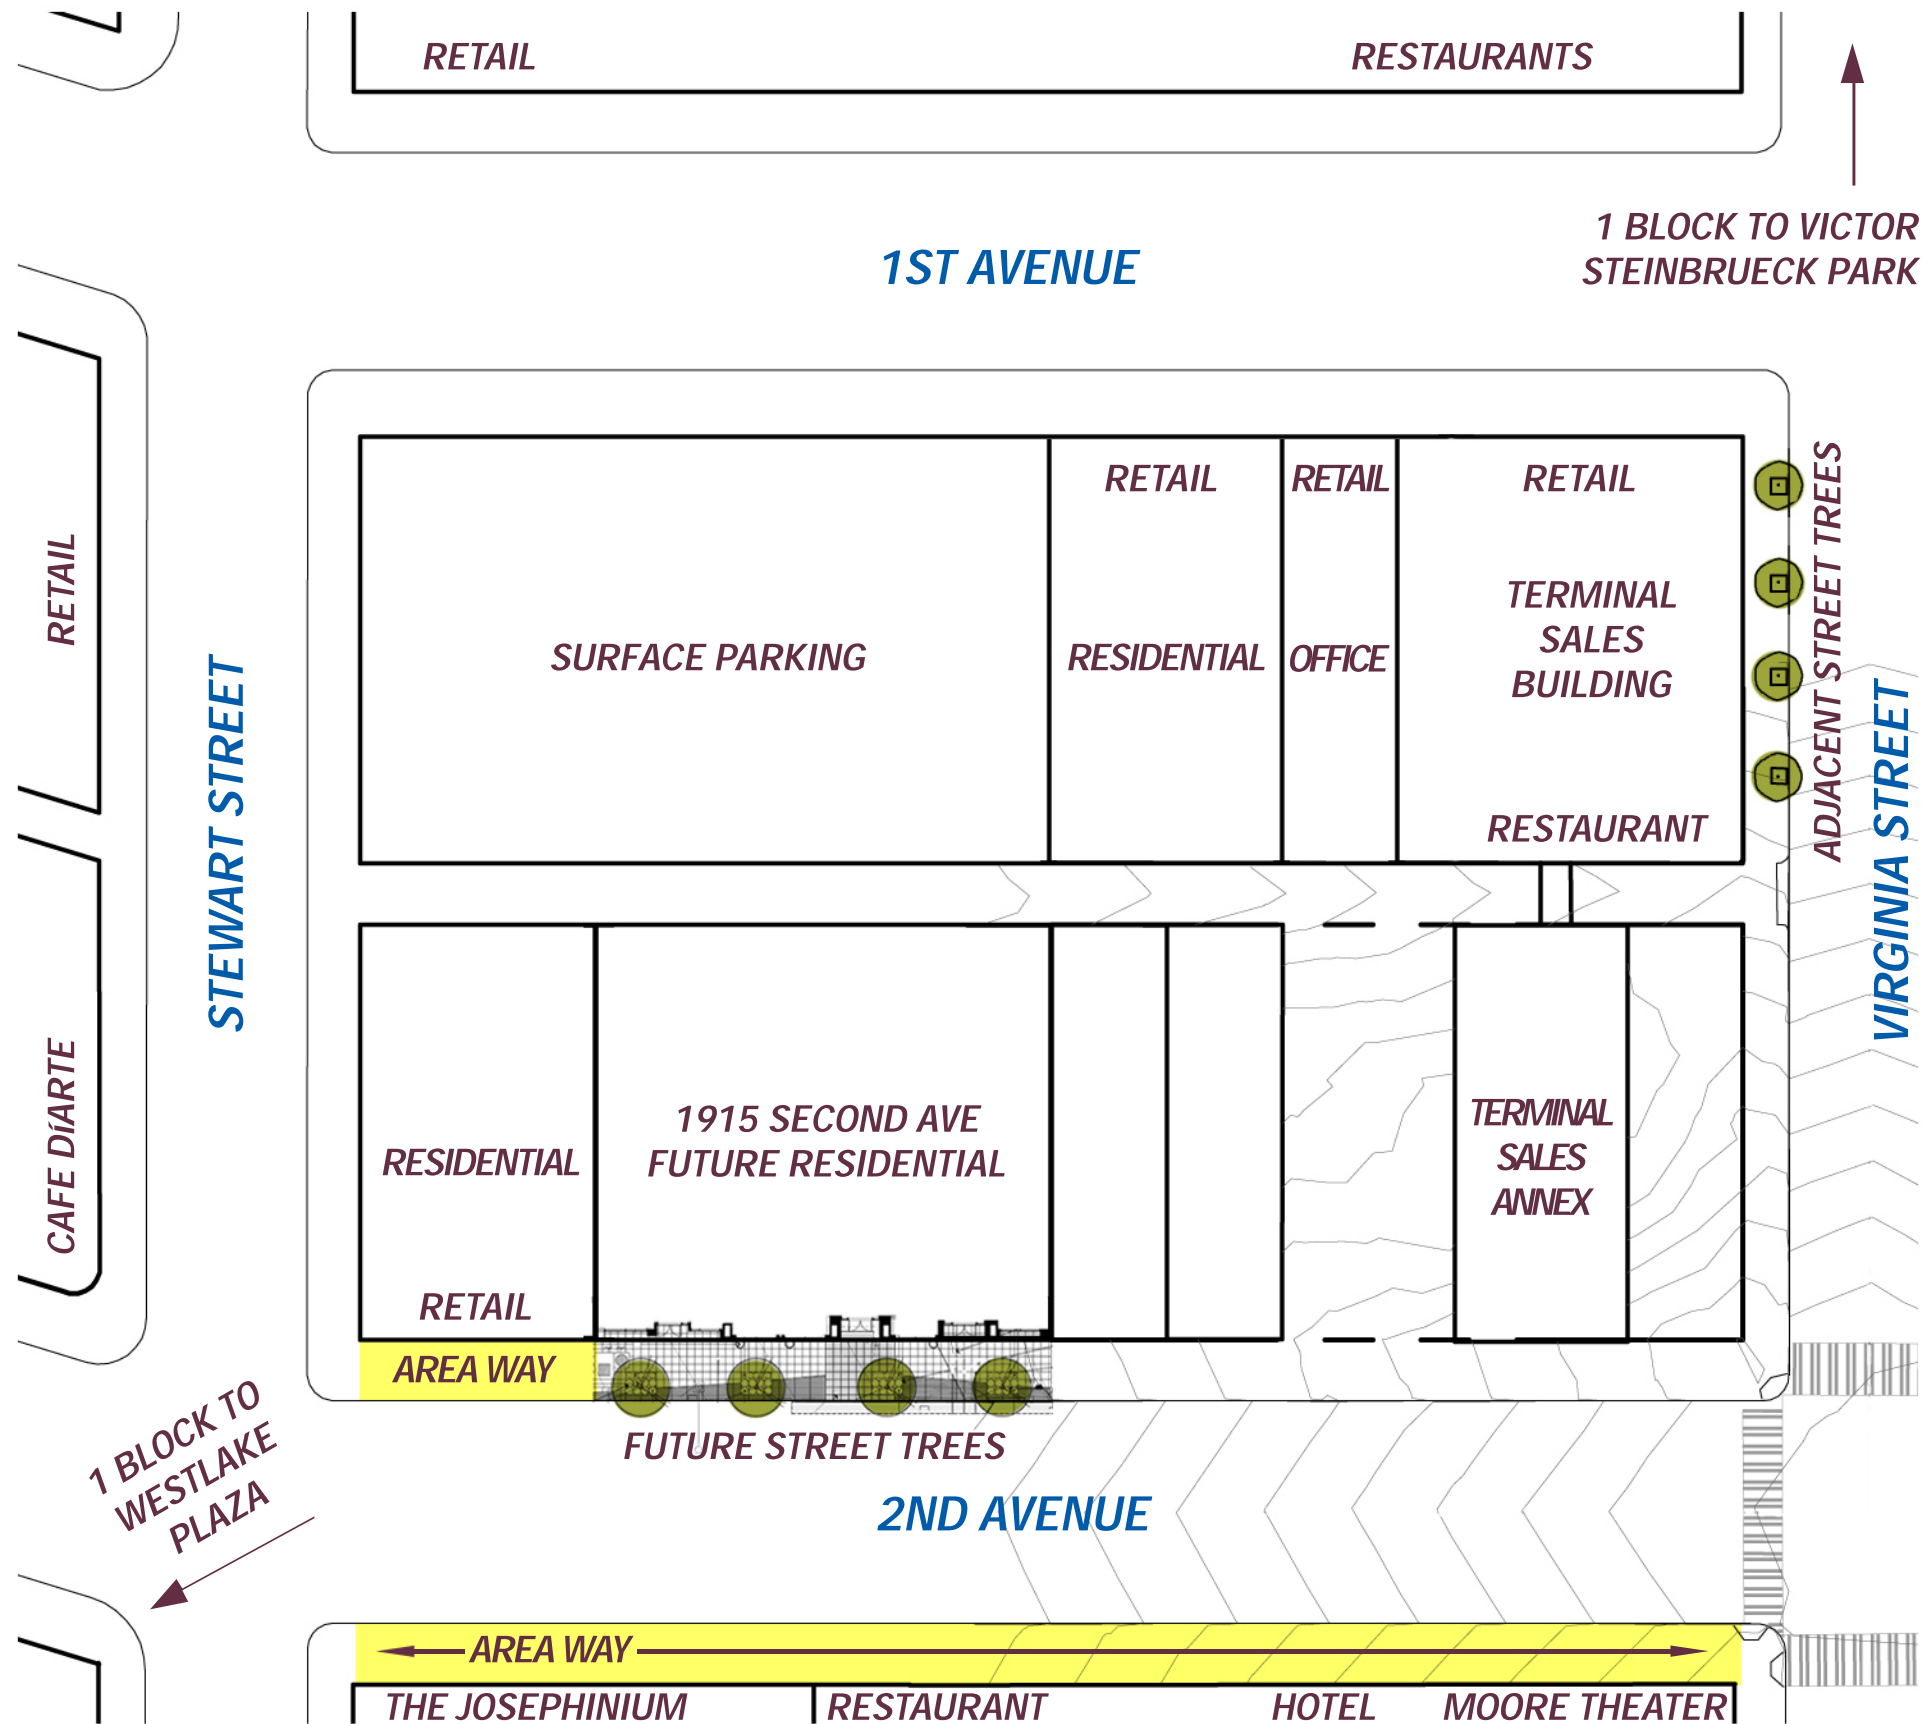 RETAIL
RESTAURANTS
1 BLOCK TO VICTOR
STEINBRUECK PARK
1ST AVENUE
RETAIL
RETAIL
RETAIL
RETAIL
SURFACE PARKING
RESIDENTIAL
OFFICE
TERMINAL
SALES
BUILDING
RESTAURANT
ADJACENT STREET TREES
VIRGINIA STREET
STEWART STREET
CAFE DíARTE
RESIDENTIAL
RETAIL
1915 SECOND AVE
FUTURE RESIDENTIAL
TERMINAL
SALES
ANNEX
AREA WAY
FUTURE STREET TREES
1 BLOCK TO
WESTLAKE
PLAZA
2ND AVENUE
AREA WAY
THE JOSEPHINIUM
RESTAURANT
HOTEL
MOORE THEATER